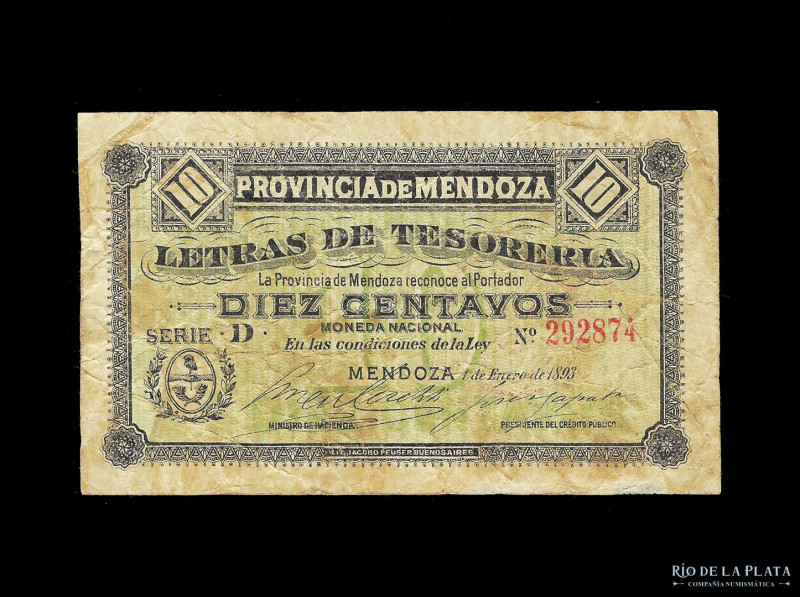 10 PROVINCIA DE MENDOZA 10
LETRAS DE TESORERIA
La Provincia de Mendoza reconoce al Portador
DIEZ CENTAVOS
MONEDA NACIONAL
SERIE · D · Nº 292874
En las condiciones de la Ley
MENDOZA 1 de Enero de 1893
MINISTRO DE HACIENDA PRESIDENTE DEL CRÉDITO PÚBLICO
LIT. JACOBO PEUSER BUENOS AIRES
RÍO DE LA PLATA
COMPAÑÍA NUMISMÁTICA